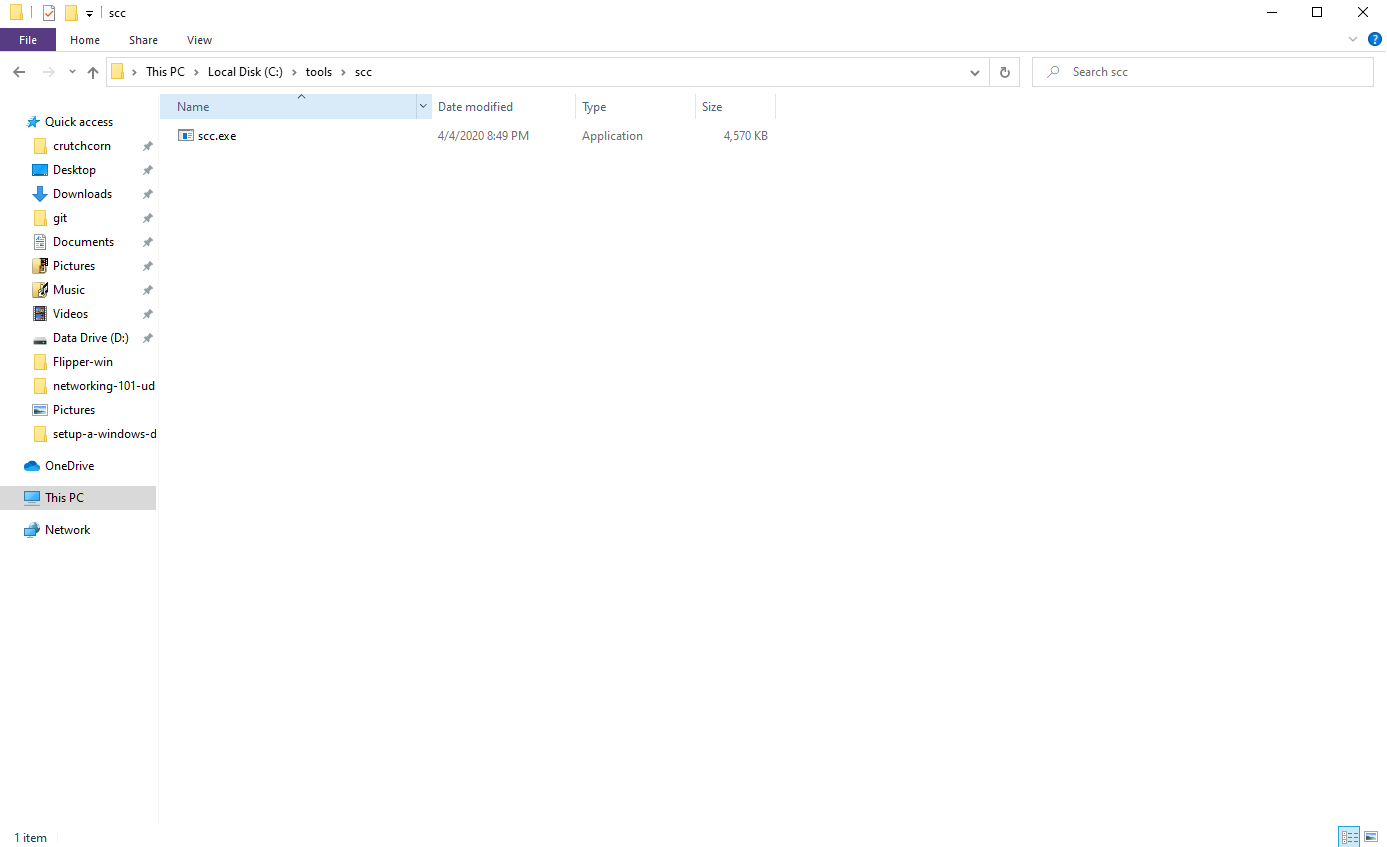 scc
File Home Share View
This PC Local Disk (C:) tools scc
Search scc
Name Date modified Type Size
scc.exe 4/4/2020 8:49 PM Application 4,570 KB
Quick access
crutchcorn
Desktop
Downloads
git
Documents
Pictures
Music
Videos
Data Drive (D:)
Flipper-win
networking-101-ud
Pictures
setup-a-windows-d
OneDrive
This PC
Network
1 item